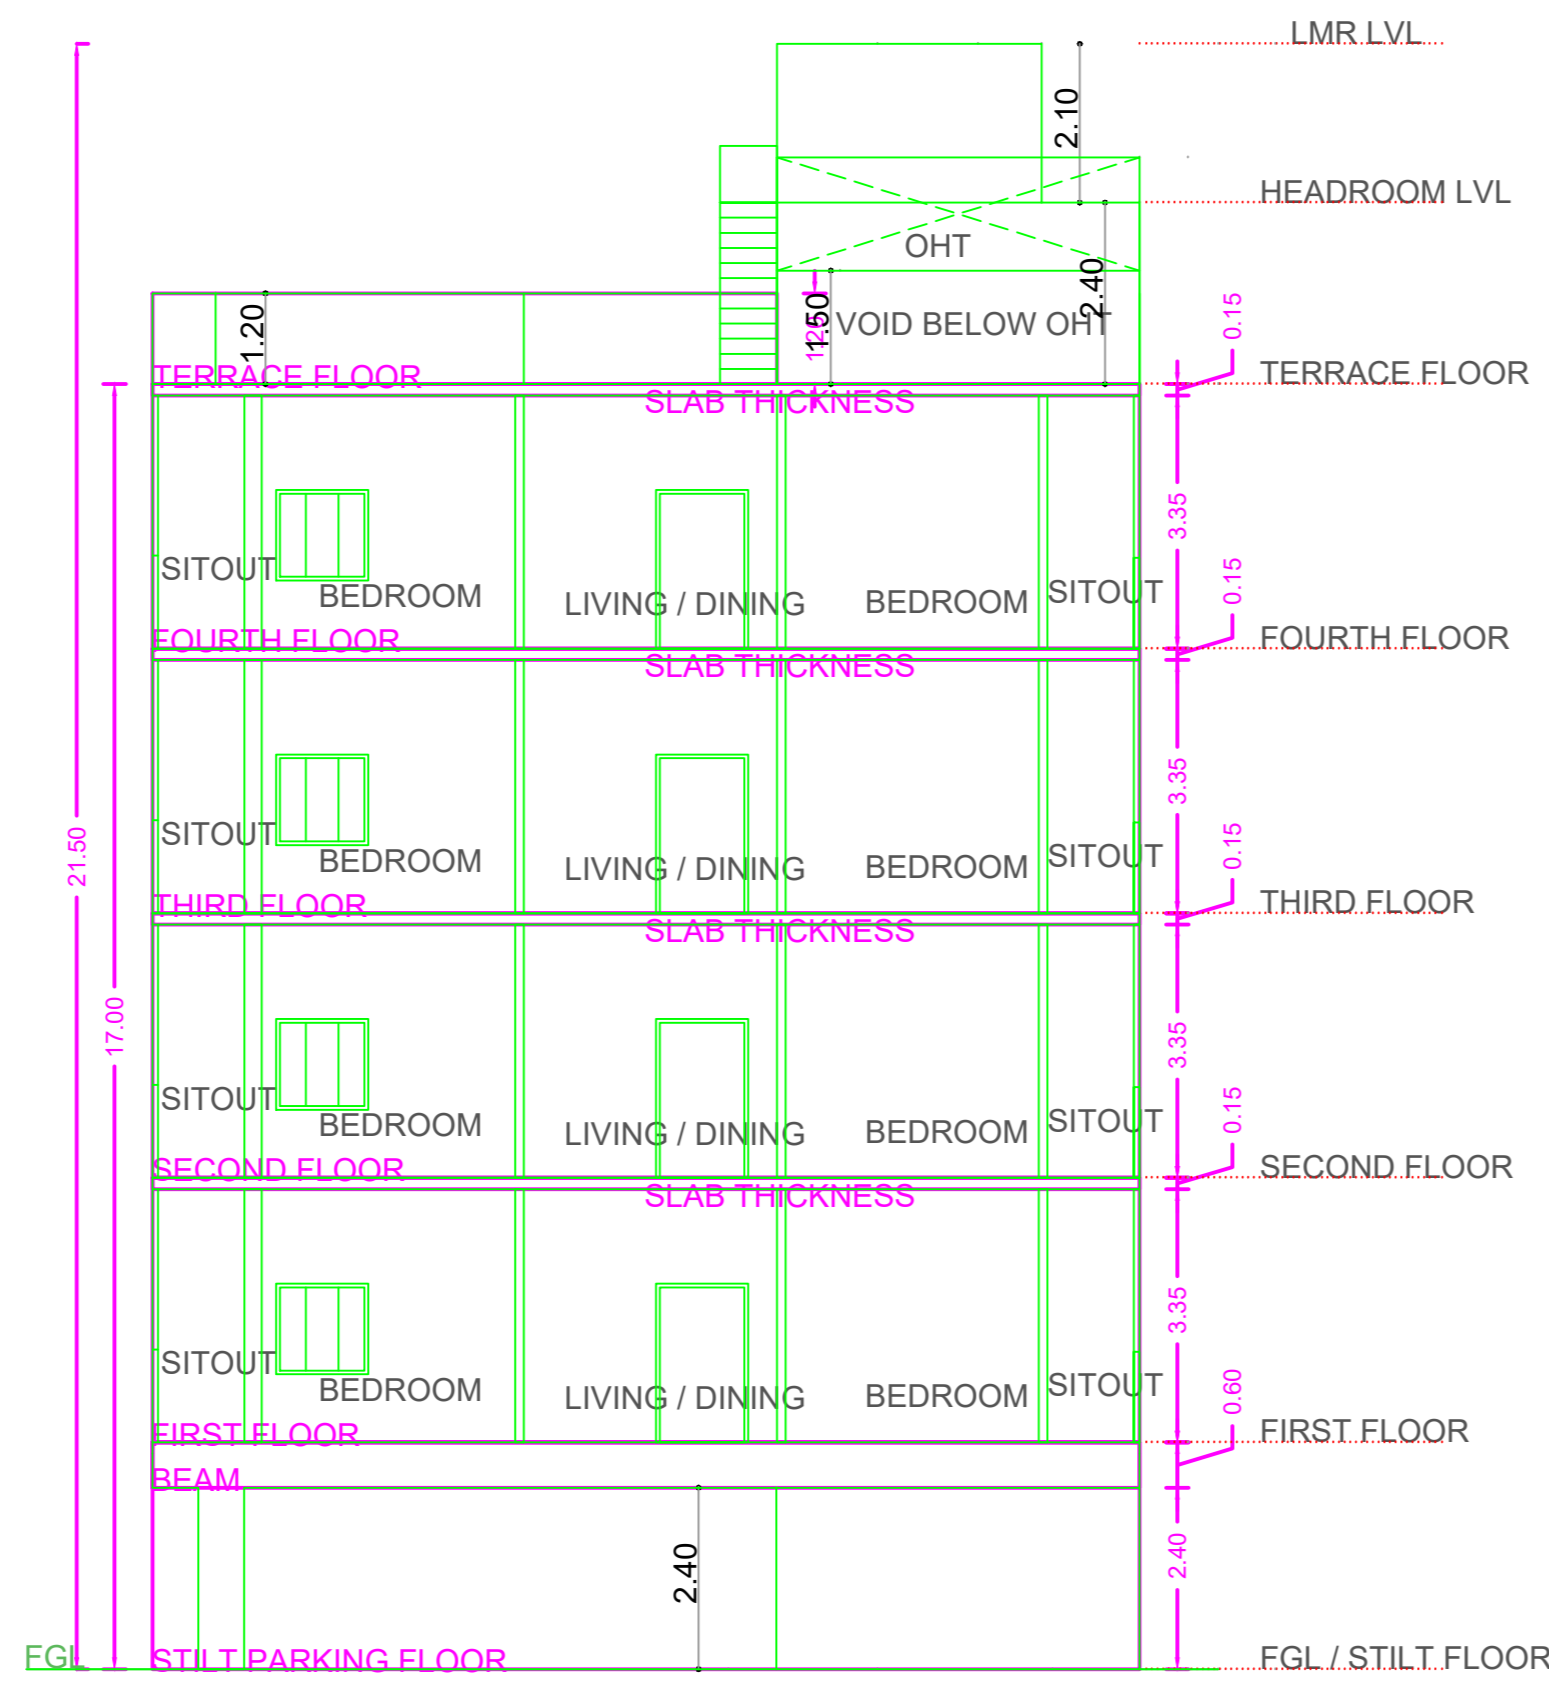 LMR LVL
2.10
HEADROOM LVL
OHT
2.40
1.20
1.50
1.20
VOID BELOW OHT
0.15
TERRACE FLOOR
TERRACE FLOOR
SLAB THICKNESS
3.35
SITOUT
BEDROOM
LIVING / DINING
BEDROOM
SITOUT
0.15
FOURTH FLOOR
FOURTH FLOOR
SLAB THICKNESS
3.35
SITOUT
BEDROOM
LIVING / DINING
BEDROOM
SITOUT
21.50
0.15
THIRD FLOOR
THIRD FLOOR
SLAB THICKNESS
17.00
3.35
SITOUT
BEDROOM
LIVING / DINING
BEDROOM
SITOUT
0.15
SECOND FLOOR
SECOND FLOOR
SLAB THICKNESS
3.35
SITOUT
BEDROOM
LIVING / DINING
BEDROOM
SITOUT
0.60
FIRST FLOOR
FIRST FLOOR
BEAM
2.40
2.40
FGL
STILT PARKING FLOOR
FGL / STILT FLOOR